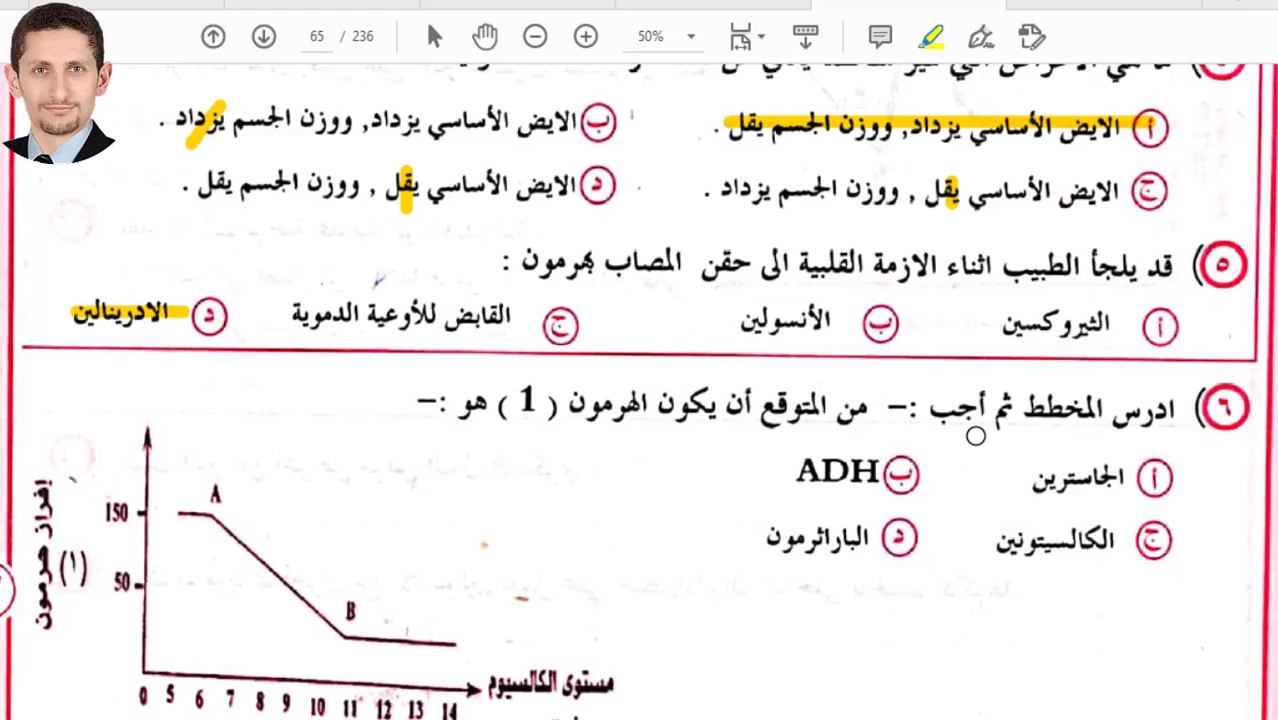 65 / 236
50%
أ الايض الأساسي يزداد, ووزن الجسم يقل .
ب الايض الأساسي يزداد, ووزن الجسم يزداد .
ج الايض الأساسي يقل , ووزن الجسم يزداد .
د الايض الأساسي يقل , ووزن الجسم يقل .
٥) قد يلجأ الطبيب اثناء الازمة القلبية الى حقن المصاب بهرمون :
أ الثيروكسين
ب الأنسولين
ج القابض للأوعية الدموية
د الادرينالين
٦) ادرس المخطط ثم أجب :– من المتوقع أن يكون الهرمون ( 1 ) هو :–
أ الجاسترين
ب ADH
ج الكالسيتونين
د الباراثرمون
إفراز هرمون (١)
150
50
A
B
0 5 6 7 8 9 10 11 12 13 14
مستوى الكالسيوم